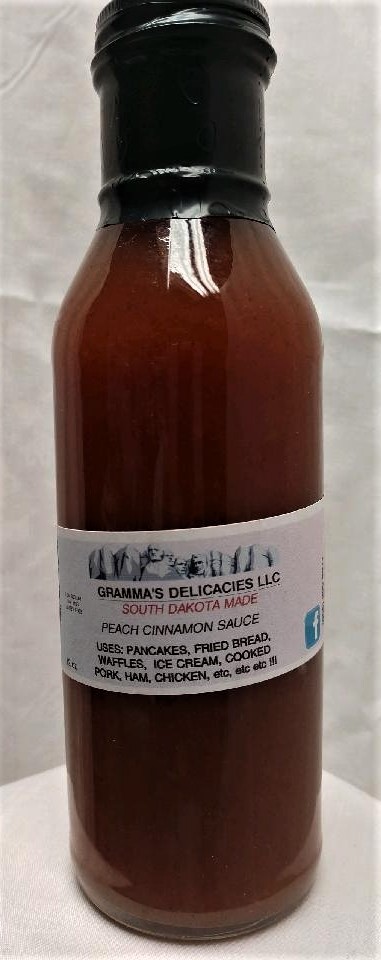 GRAMMA'S DELICACIES LLC
SOUTH DAKOTA MADE
PEACH CINNAMON SAUCE
USES: PANCAKES, FRIED BREAD,
WAFFLES, ICE CREAM, COOKED
PORK, HAM, CHICKEN, etc, etc etc !!!
f